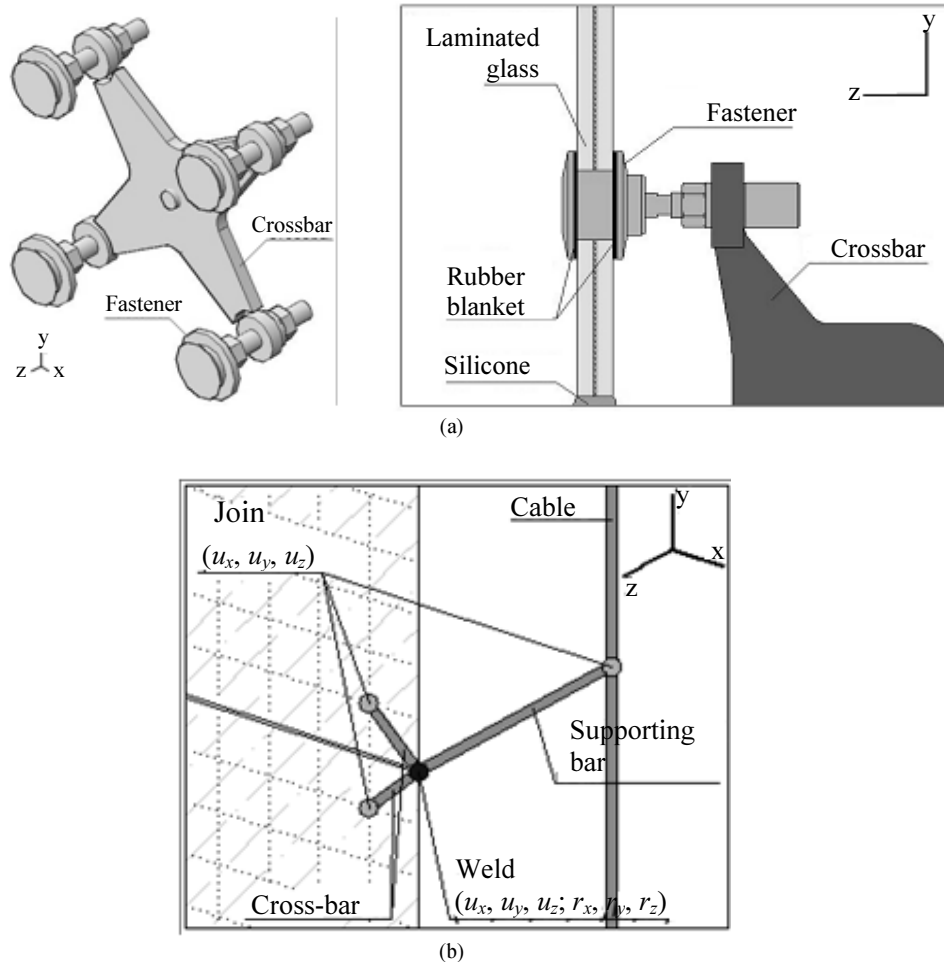 Crossbar
Fastener
y
z x
Laminated
glass
y
z
Fastener
Crossbar
Rubber
blanket
Silicone
(a)
Join
(ux, uy, uz)
Cable
y
x
z
Supporting
bar
Weld
Cross-bar
(ux, uy, uz; rx, ry, rz)
(b)